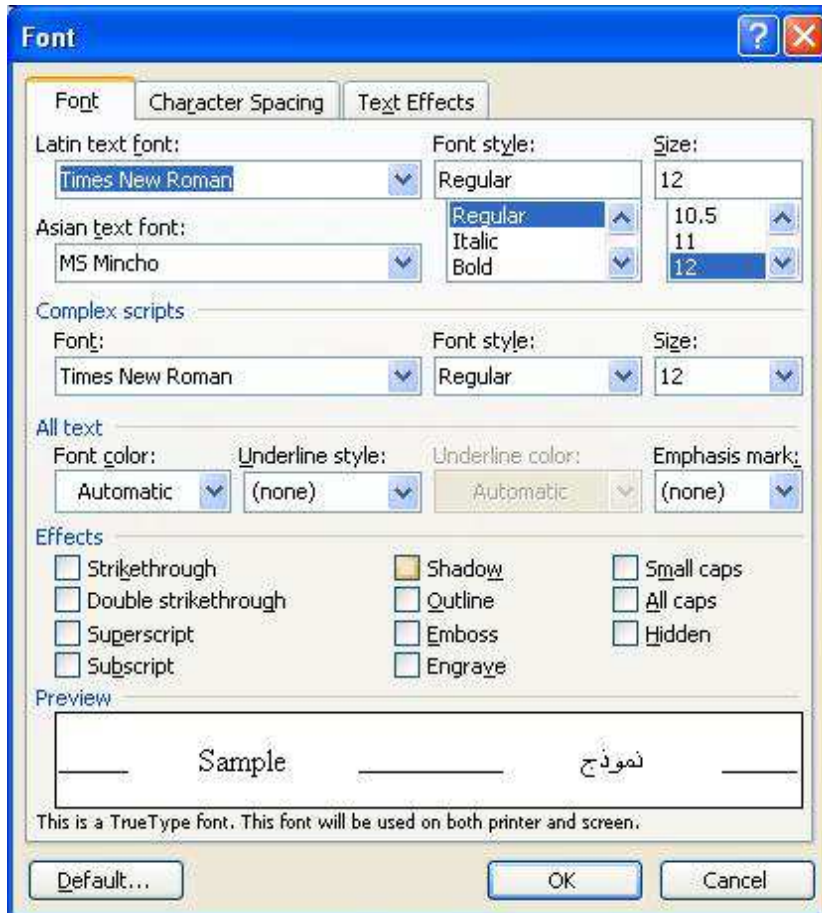 Font
Font Character Spacing Text Effects
Latin text font: Font style: Size:
Times New Roman Regular 12
Asian text font: Regular 10.5
Italic 11
MS Mincho Bold 12
Complex scripts
Font: Font style: Size:
Times New Roman Regular 12
All text
Font color: Underline style: Underline color: Emphasis mark:
Automatic (none) Automatic (none)
Effects
Strikethrough Shadow Small caps
Double strikethrough Outline All caps
Superscript Emboss Hidden
Subscript Engrave
Preview
Sample نموذج
This is a TrueType font. This font will be used on both printer and screen.
Default... OK Cancel